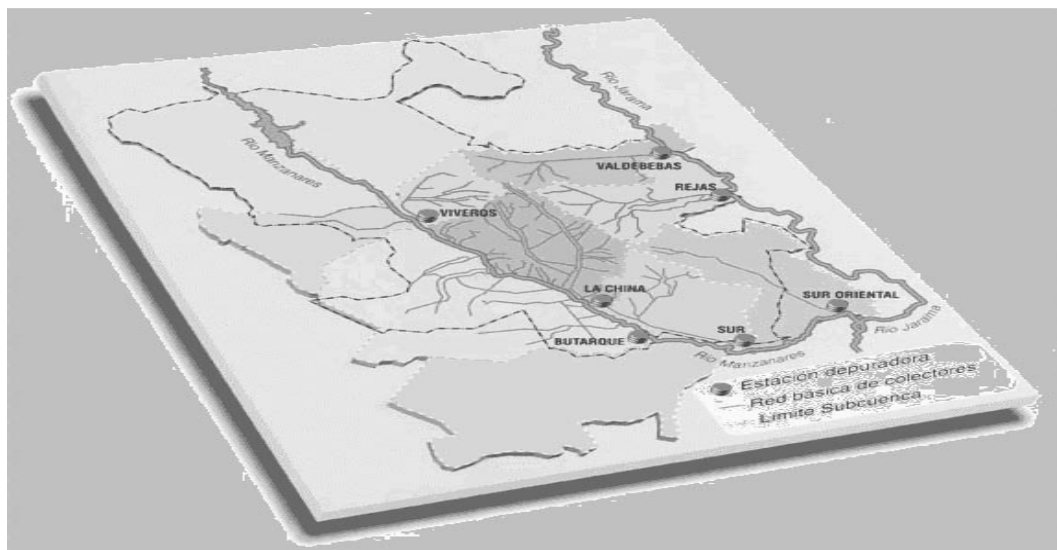 Río Jarama
Río Manzanares
VALDEBEBAS
REJAS
VIVEROS
LA CHINA
SUR ORIENTAL
BUTARQUE
SUR
Río Manzanares
Río Jarama
Estación depuradora
Red básica de colectores
Límite Subcuenca